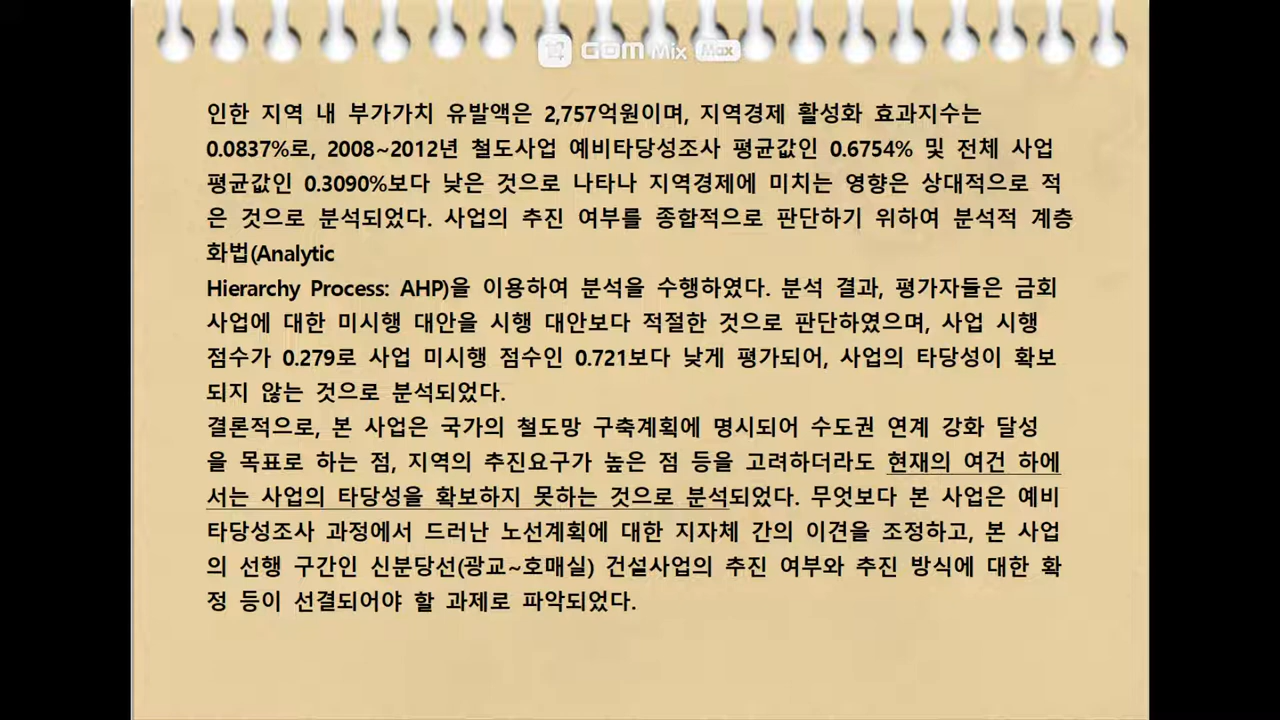 GOM Mix Max
인한 지역 내 부가가치 유발액은 2,757억원이며, 지역경제 활성화 효과지수는
0.0837%로, 2008~2012년 철도사업 예비타당성조사 평균값인 0.6754% 및 전체 사업
평균값인 0.3090%보다 낮은 것으로 나타나 지역경제에 미치는 영향은 상대적으로 적
은 것으로 분석되었다. 사업의 추진 여부를 종합적으로 판단하기 위하여 분석적 계층
화법(Analytic
Hierarchy Process: AHP)을 이용하여 분석을 수행하였다. 분석 결과, 평가자들은 금회
사업에 대한 미시행 대안을 시행 대안보다 적절한 것으로 판단하였으며, 사업 시행
점수가 0.279로 사업 미시행 점수인 0.721보다 낮게 평가되어, 사업의 타당성이 확보
되지 않는 것으로 분석되었다.
결론적으로, 본 사업은 국가의 철도망 구축계획에 명시되어 수도권 연계 강화 달성
을 목표로 하는 점, 지역의 추진요구가 높은 점 등을 고려하더라도 현재의 여건 하에
서는 사업의 타당성을 확보하지 못하는 것으로 분석되었다. 무엇보다 본 사업은 예비
타당성조사 과정에서 드러난 노선계획에 대한 지자체 간의 이견을 조정하고, 본 사업
의 선행 구간인 신분당선(광교~호매실) 건설사업의 추진 여부와 추진 방식에 대한 확
정 등이 선결되어야 할 과제로 파악되었다.